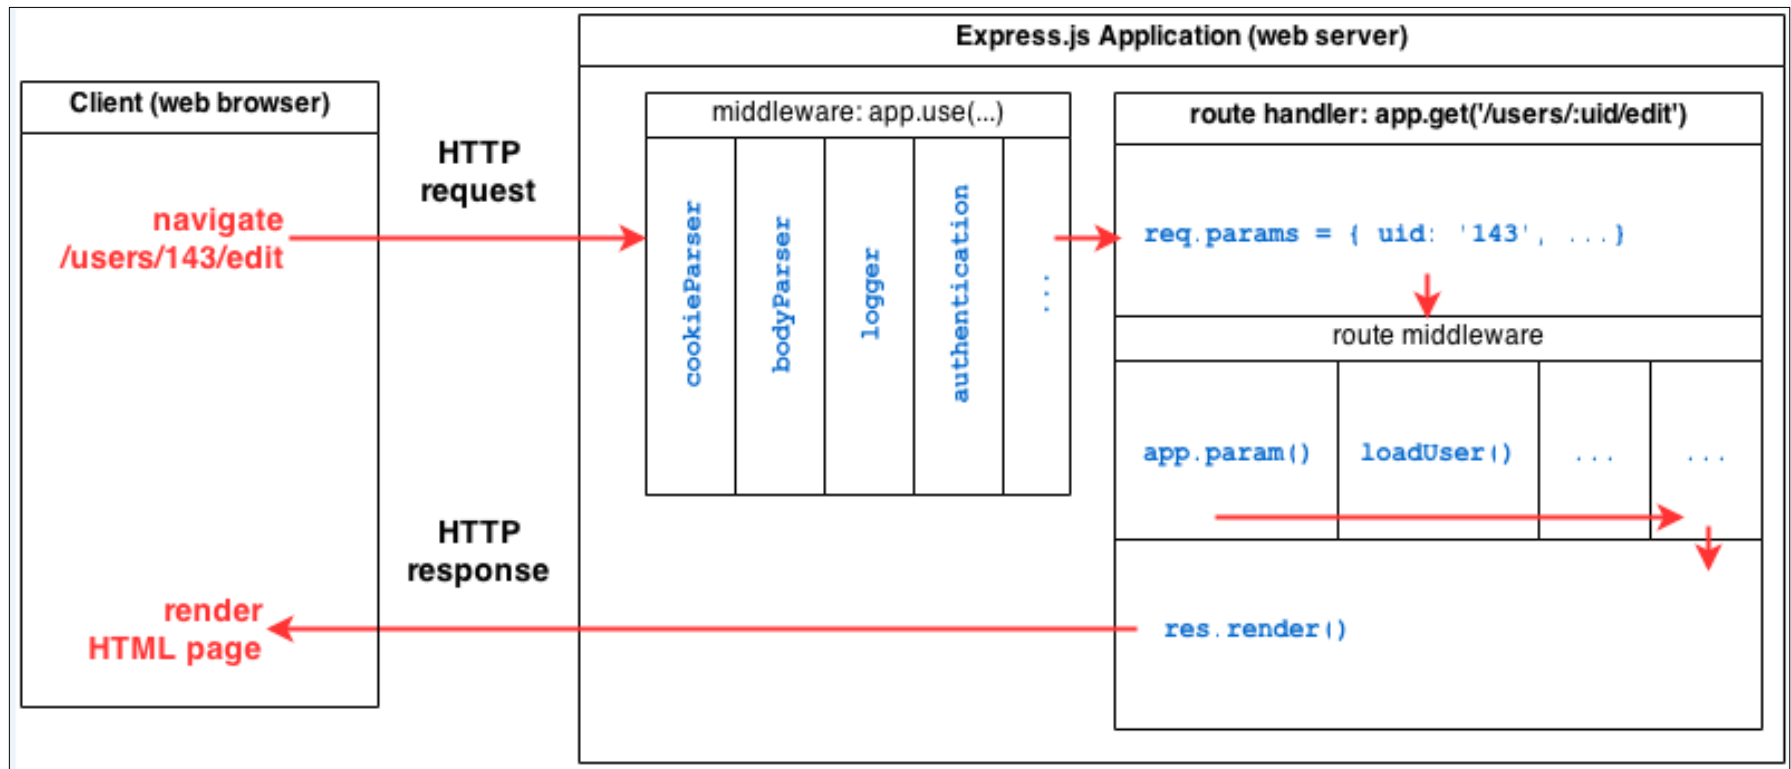 Express.js Application (web server)
Client (web browser)
middleware: app.use(...)
route handler: app.get('/users/:uid/edit')
HTTP
request
navigate
/users/143/edit
cookieParser
bodyParser
logger
authentication
...
req.params = { uid: '143', ...}
route middleware
app.param()
loadUser()
...
...
HTTP
response
render
HTML page
res.render()